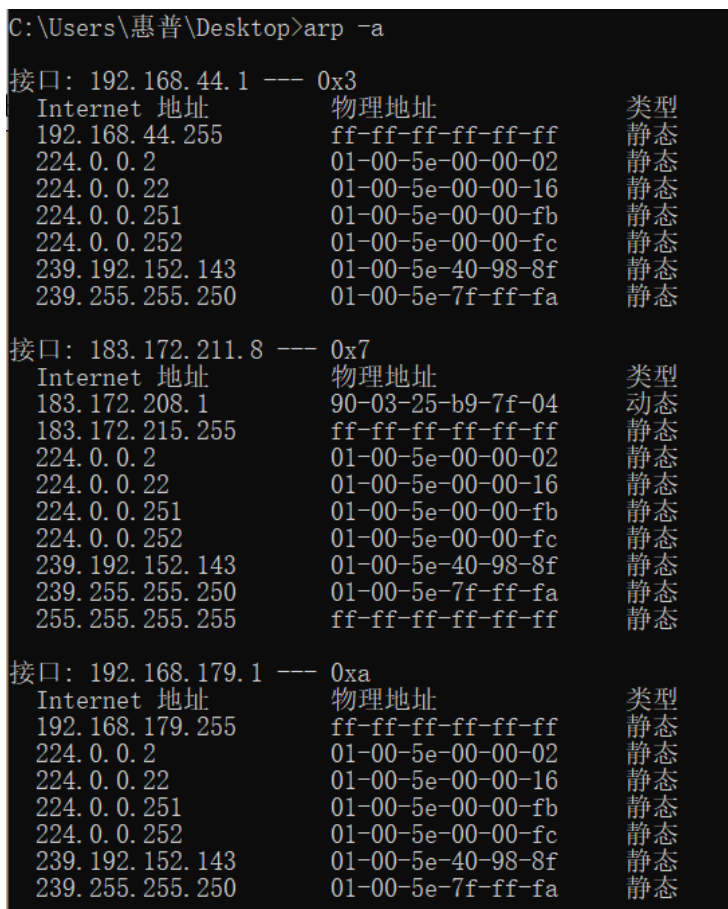 C:\Users\惠普\Desktop>arp -a
接口: 192.168.44.1 --- 0x3
Internet 地址 物理地址 类型
192.168.44.255 ff-ff-ff-ff-ff-ff 静态
224.0.0.2 01-00-5e-00-00-02 静态
224.0.0.22 01-00-5e-00-00-16 静态
224.0.0.251 01-00-5e-00-00-fb 静态
224.0.0.252 01-00-5e-00-00-fc 静态
239.192.152.143 01-00-5e-40-98-8f 静态
239.255.255.250 01-00-5e-7f-ff-fa 静态
接口: 183.172.211.8 --- 0x7
Internet 地址 物理地址 类型
183.172.208.1 90-03-25-b9-7f-04 动态
183.172.215.255 ff-ff-ff-ff-ff-ff 静态
224.0.0.2 01-00-5e-00-00-02 静态
224.0.0.22 01-00-5e-00-00-16 静态
224.0.0.251 01-00-5e-00-00-fb 静态
224.0.0.252 01-00-5e-00-00-fc 静态
239.192.152.143 01-00-5e-40-98-8f 静态
239.255.255.250 01-00-5e-7f-ff-fa 静态
255.255.255.255 ff-ff-ff-ff-ff-ff 静态
接口: 192.168.179.1 --- 0xa
Internet 地址 物理地址 类型
192.168.179.255 ff-ff-ff-ff-ff-ff 静态
224.0.0.2 01-00-5e-00-00-02 静态
224.0.0.22 01-00-5e-00-00-16 静态
224.0.0.251 01-00-5e-00-00-fb 静态
224.0.0.252 01-00-5e-00-00-fc 静态
239.192.152.143 01-00-5e-40-98-8f 静态
239.255.255.250 01-00-5e-7f-ff-fa 静态